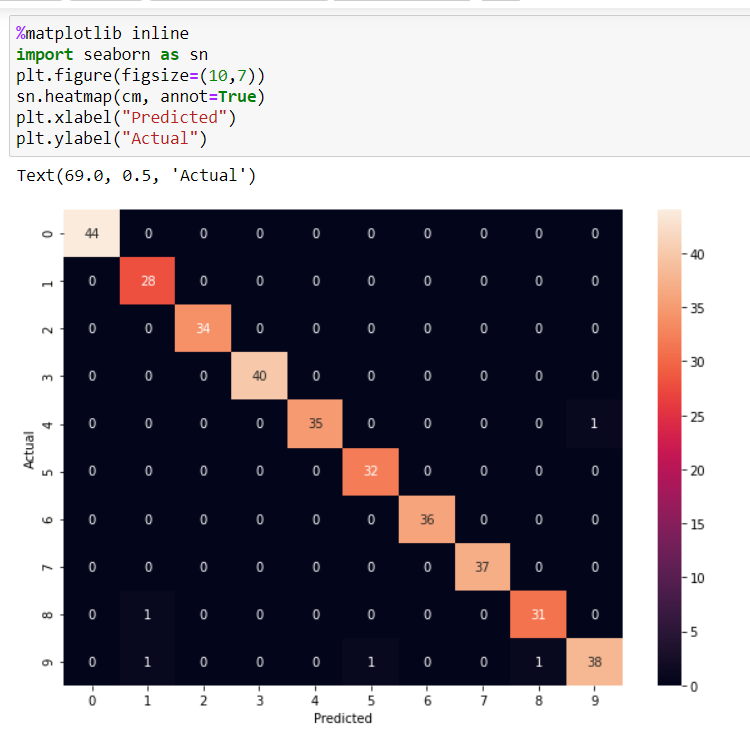 %matplotlib inline
import seaborn as sn
plt.figure(figsize=(10,7))
sn.heatmap(cm, annot=True)
plt.xlabel("Predicted")
plt.ylabel("Actual")
Text(69.0, 0.5, 'Actual')
0 44 0 0 0 0 0 0 0 0 0
1 0 28 0 0 0 0 0 0 0 0
2 0 0 34 0 0 0 0 0 0 0
3 0 0 0 40 0 0 0 0 0 0
4 0 0 0 0 35 0 0 0 0 1
5 0 0 0 0 0 32 0 0 0 0
6 0 0 0 0 0 0 36 0 0 0
7 0 0 0 0 0 0 0 37 0 0
8 0 1 0 0 0 0 0 0 31 0
9 0 1 0 0 0 1 0 0 1 38
0 1 2 3 4 5 6 7 8 9
Predicted
Actual
40
35
30
25
20
15
10
5
0